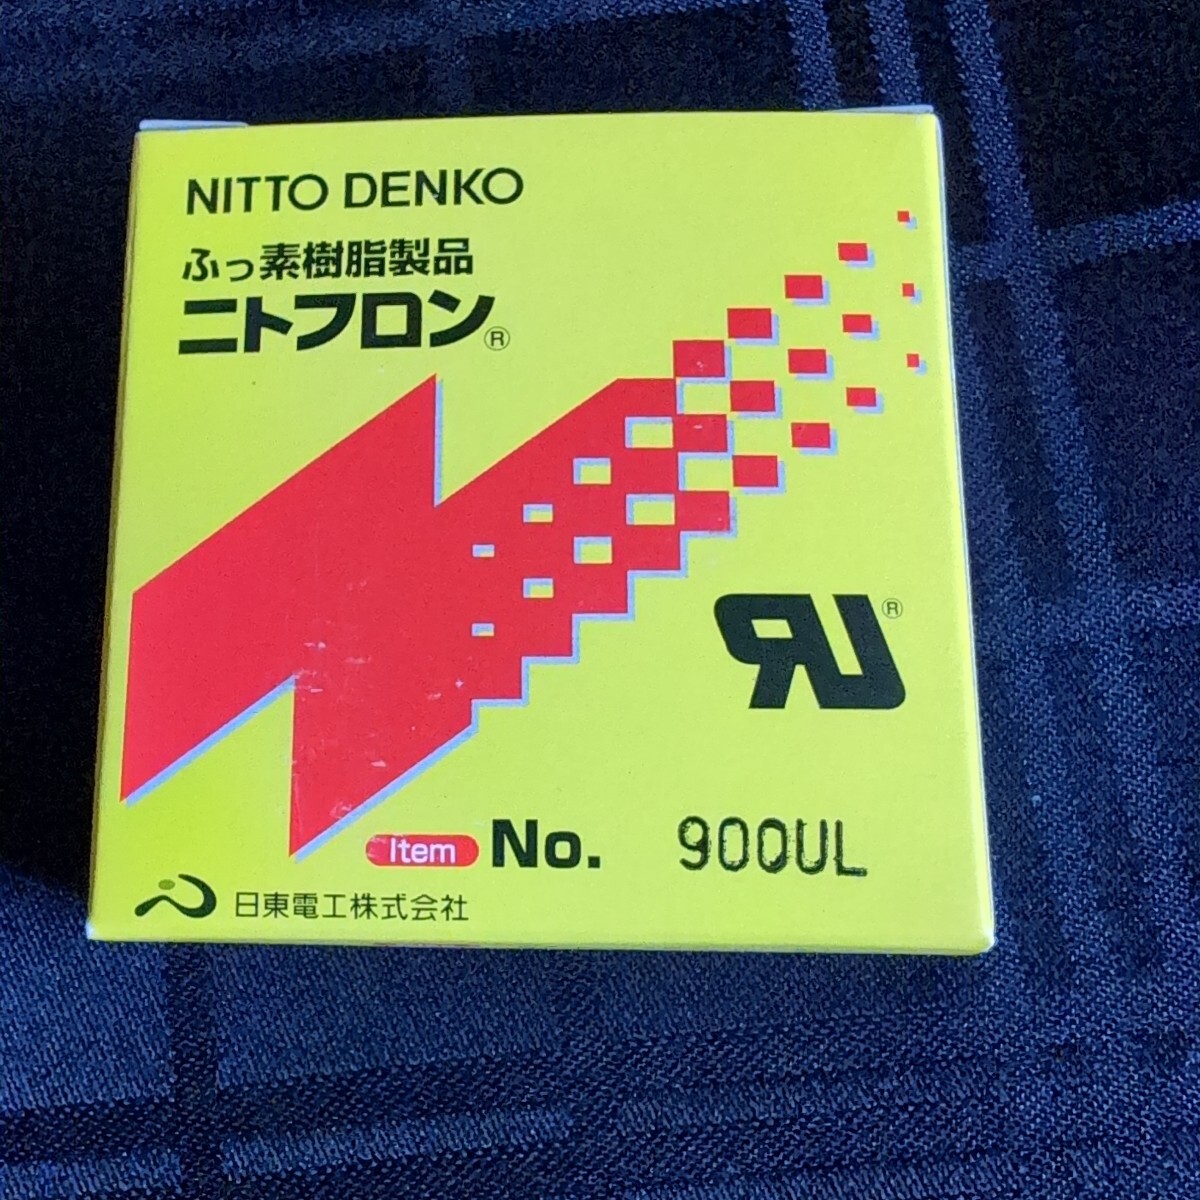 NITTO DENKO
ふっ素樹脂製品
ニトフロン®
RU®
Item No. 900UL
日東電工株式会社